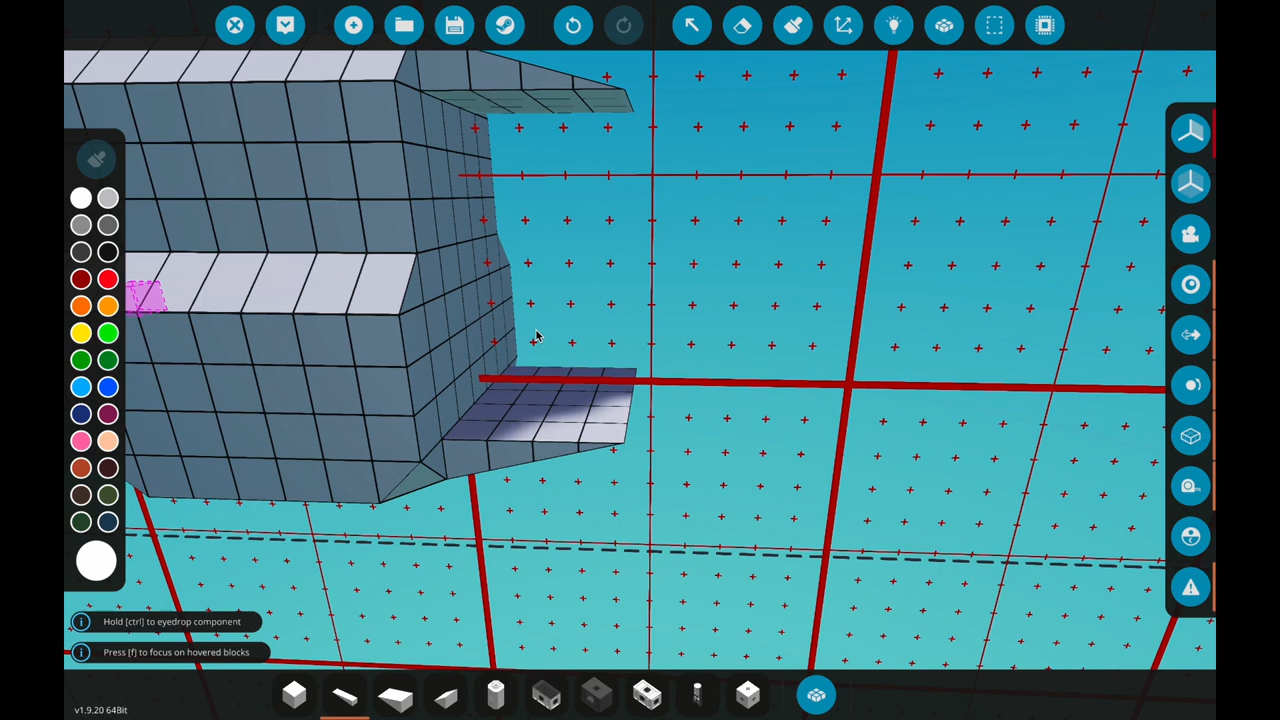 Hold [ctrl] to eyedrop component
Press [f] to focus on hovered blocks
v1.9.20 64Bit